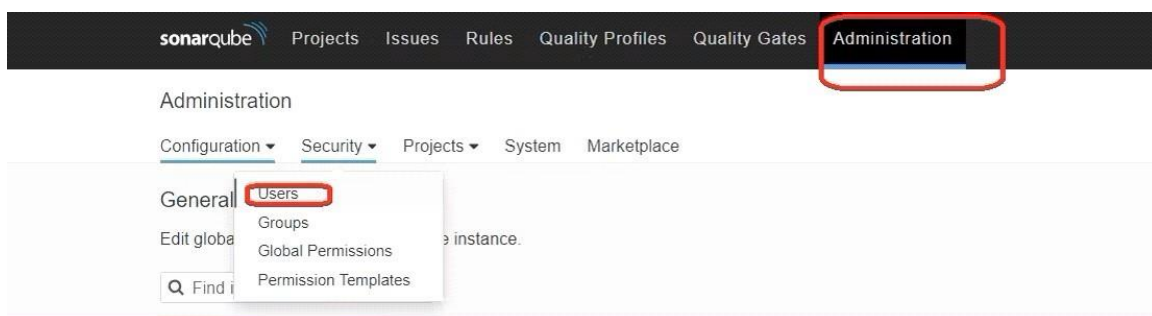 sonarqube Projects Issues Rules Quality Profiles Quality Gates Administration
Administration
Configuration Security Projects System Marketplace
General
Users
Groups
Edit globa e instance.
Global Permissions
Find i
Permission Templates